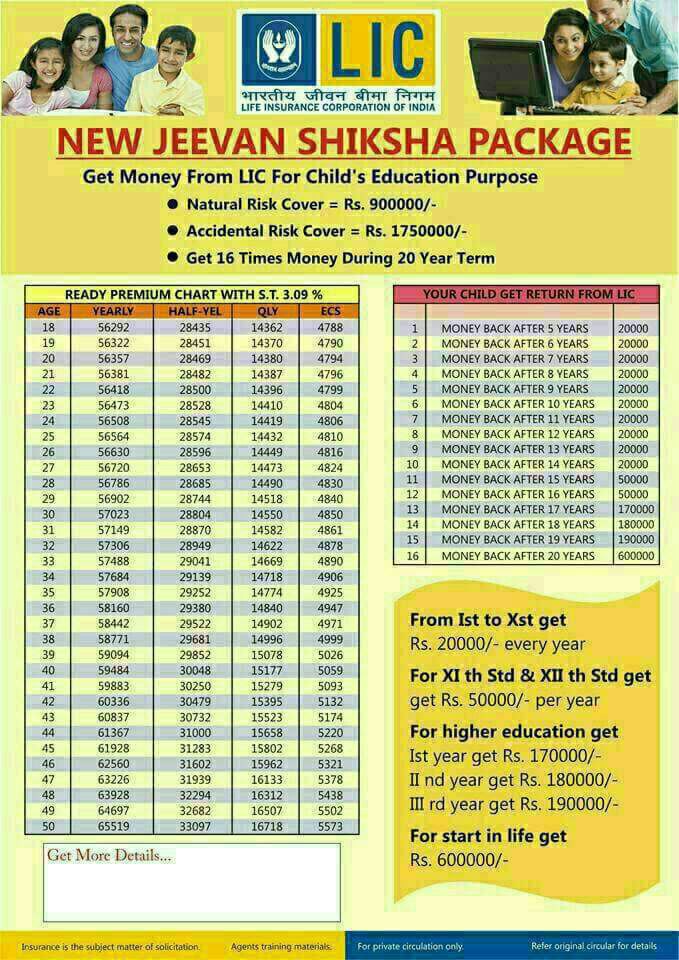 LIC
भारतीय जीवन बीमा निगम
LIFE INSURANCE CORPORATION OF INDIA
NEW JEEVAN SHIKSHA PACKAGE
Get Money From LIC For Child's Education Purpose
● Natural Risk Cover = Rs. 900000/-
● Accidental Risk Cover = Rs. 1750000/-
● Get 16 Times Money During 20 Year Term
READY PREMIUM CHART WITH S.T. 3.09 %
AGE YEARLY HALF-YEL QLY ECS
18 56292 28435 14362 4788
19 56322 28451 14370 4790
20 56357 28469 14380 4794
21 56381 28482 14387 4796
22 56418 28500 14396 4799
23 56473 28528 14410 4804
24 56508 28545 14419 4806
25 56564 28574 14432 4810
26 56630 28596 14449 4816
27 56720 28653 14473 4824
28 56786 28685 14490 4830
29 56902 28744 14518 4840
30 57023 28804 14550 4850
31 57149 28870 14582 4861
32 57306 28949 14622 4878
33 57488 29041 14669 4890
34 57684 29139 14718 4906
35 57908 29252 14774 4925
36 58160 29380 14840 4947
37 58442 29522 14902 4971
38 58771 29681 14996 4999
39 59094 29852 15078 5026
40 59484 30048 15177 5059
41 59883 30250 15279 5093
42 60336 30479 15395 5132
43 60837 30732 15523 5174
44 61367 31000 15658 5220
45 61928 31283 15802 5268
46 62560 31602 15962 5321
47 63226 31939 16133 5378
48 63928 32294 16312 5438
49 64697 32682 16507 5502
50 65519 33097 16718 5573
Get More Details...
YOUR CHILD GET RETURN FROM LIC
1 MONEY BACK AFTER 5 YEARS 20000
2 MONEY BACK AFTER 6 YEARS 20000
3 MONEY BACK AFTER 7 YEARS 20000
4 MONEY BACK AFTER 8 YEARS 20000
5 MONEY BACK AFTER 9 YEARS 20000
6 MONEY BACK AFTER 10 YEARS 20000
7 MONEY BACK AFTER 11 YEARS 20000
8 MONEY BACK AFTER 12 YEARS 20000
9 MONEY BACK AFTER 13 YEARS 20000
10 MONEY BACK AFTER 14 YEARS 20000
11 MONEY BACK AFTER 15 YEARS 50000
12 MONEY BACK AFTER 16 YEARS 50000
13 MONEY BACK AFTER 17 YEARS 170000
14 MONEY BACK AFTER 18 YEARS 180000
15 MONEY BACK AFTER 19 YEARS 190000
16 MONEY BACK AFTER 20 YEARS 600000
From Ist to Xst get
Rs. 20000/- every year
For XI th Std & XII th Std get
get Rs. 50000/- per year
For higher education get
Ist year get Rs. 170000/-
II nd year get Rs. 180000/-
III rd year get Rs. 190000/-
For start in life get
Rs. 600000/-
Insurance is the subject matter of solicitation. Agents training materials. For private circulation only. Refer original circular for details